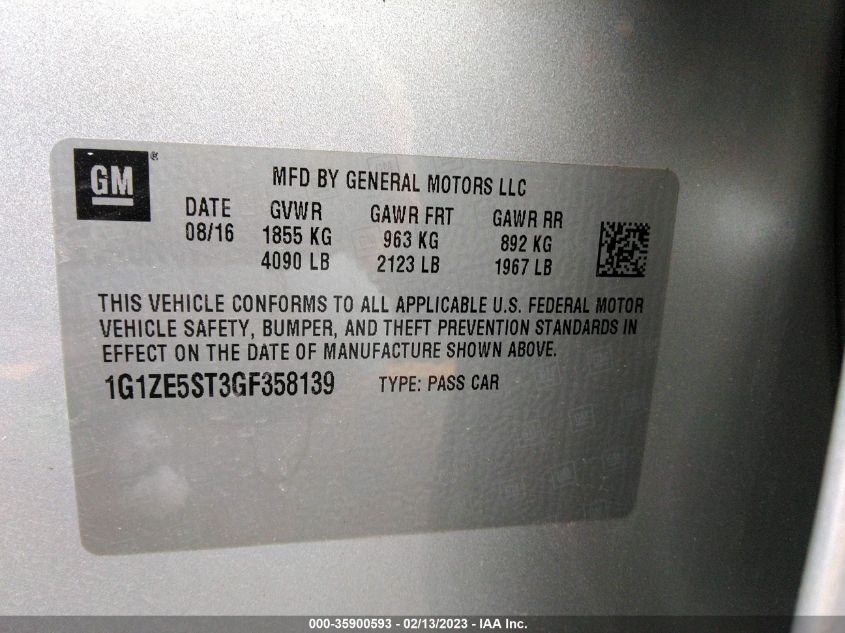 GM®
MFD BY GENERAL MOTORS LLC
DATE GVWR GAWR FRT GAWR RR
08/16 1855 KG 963 KG 892 KG
4090 LB 2123 LB 1967 LB
THIS VEHICLE CONFORMS TO ALL APPLICABLE U.S. FEDERAL MOTOR
VEHICLE SAFETY, BUMPER, AND THEFT PREVENTION STANDARDS IN
EFFECT ON THE DATE OF MANUFACTURE SHOWN ABOVE.
1G1ZE5ST3GF358139 TYPE: PASS CAR
000-35900593 - 02/13/2023 - IAA Inc.